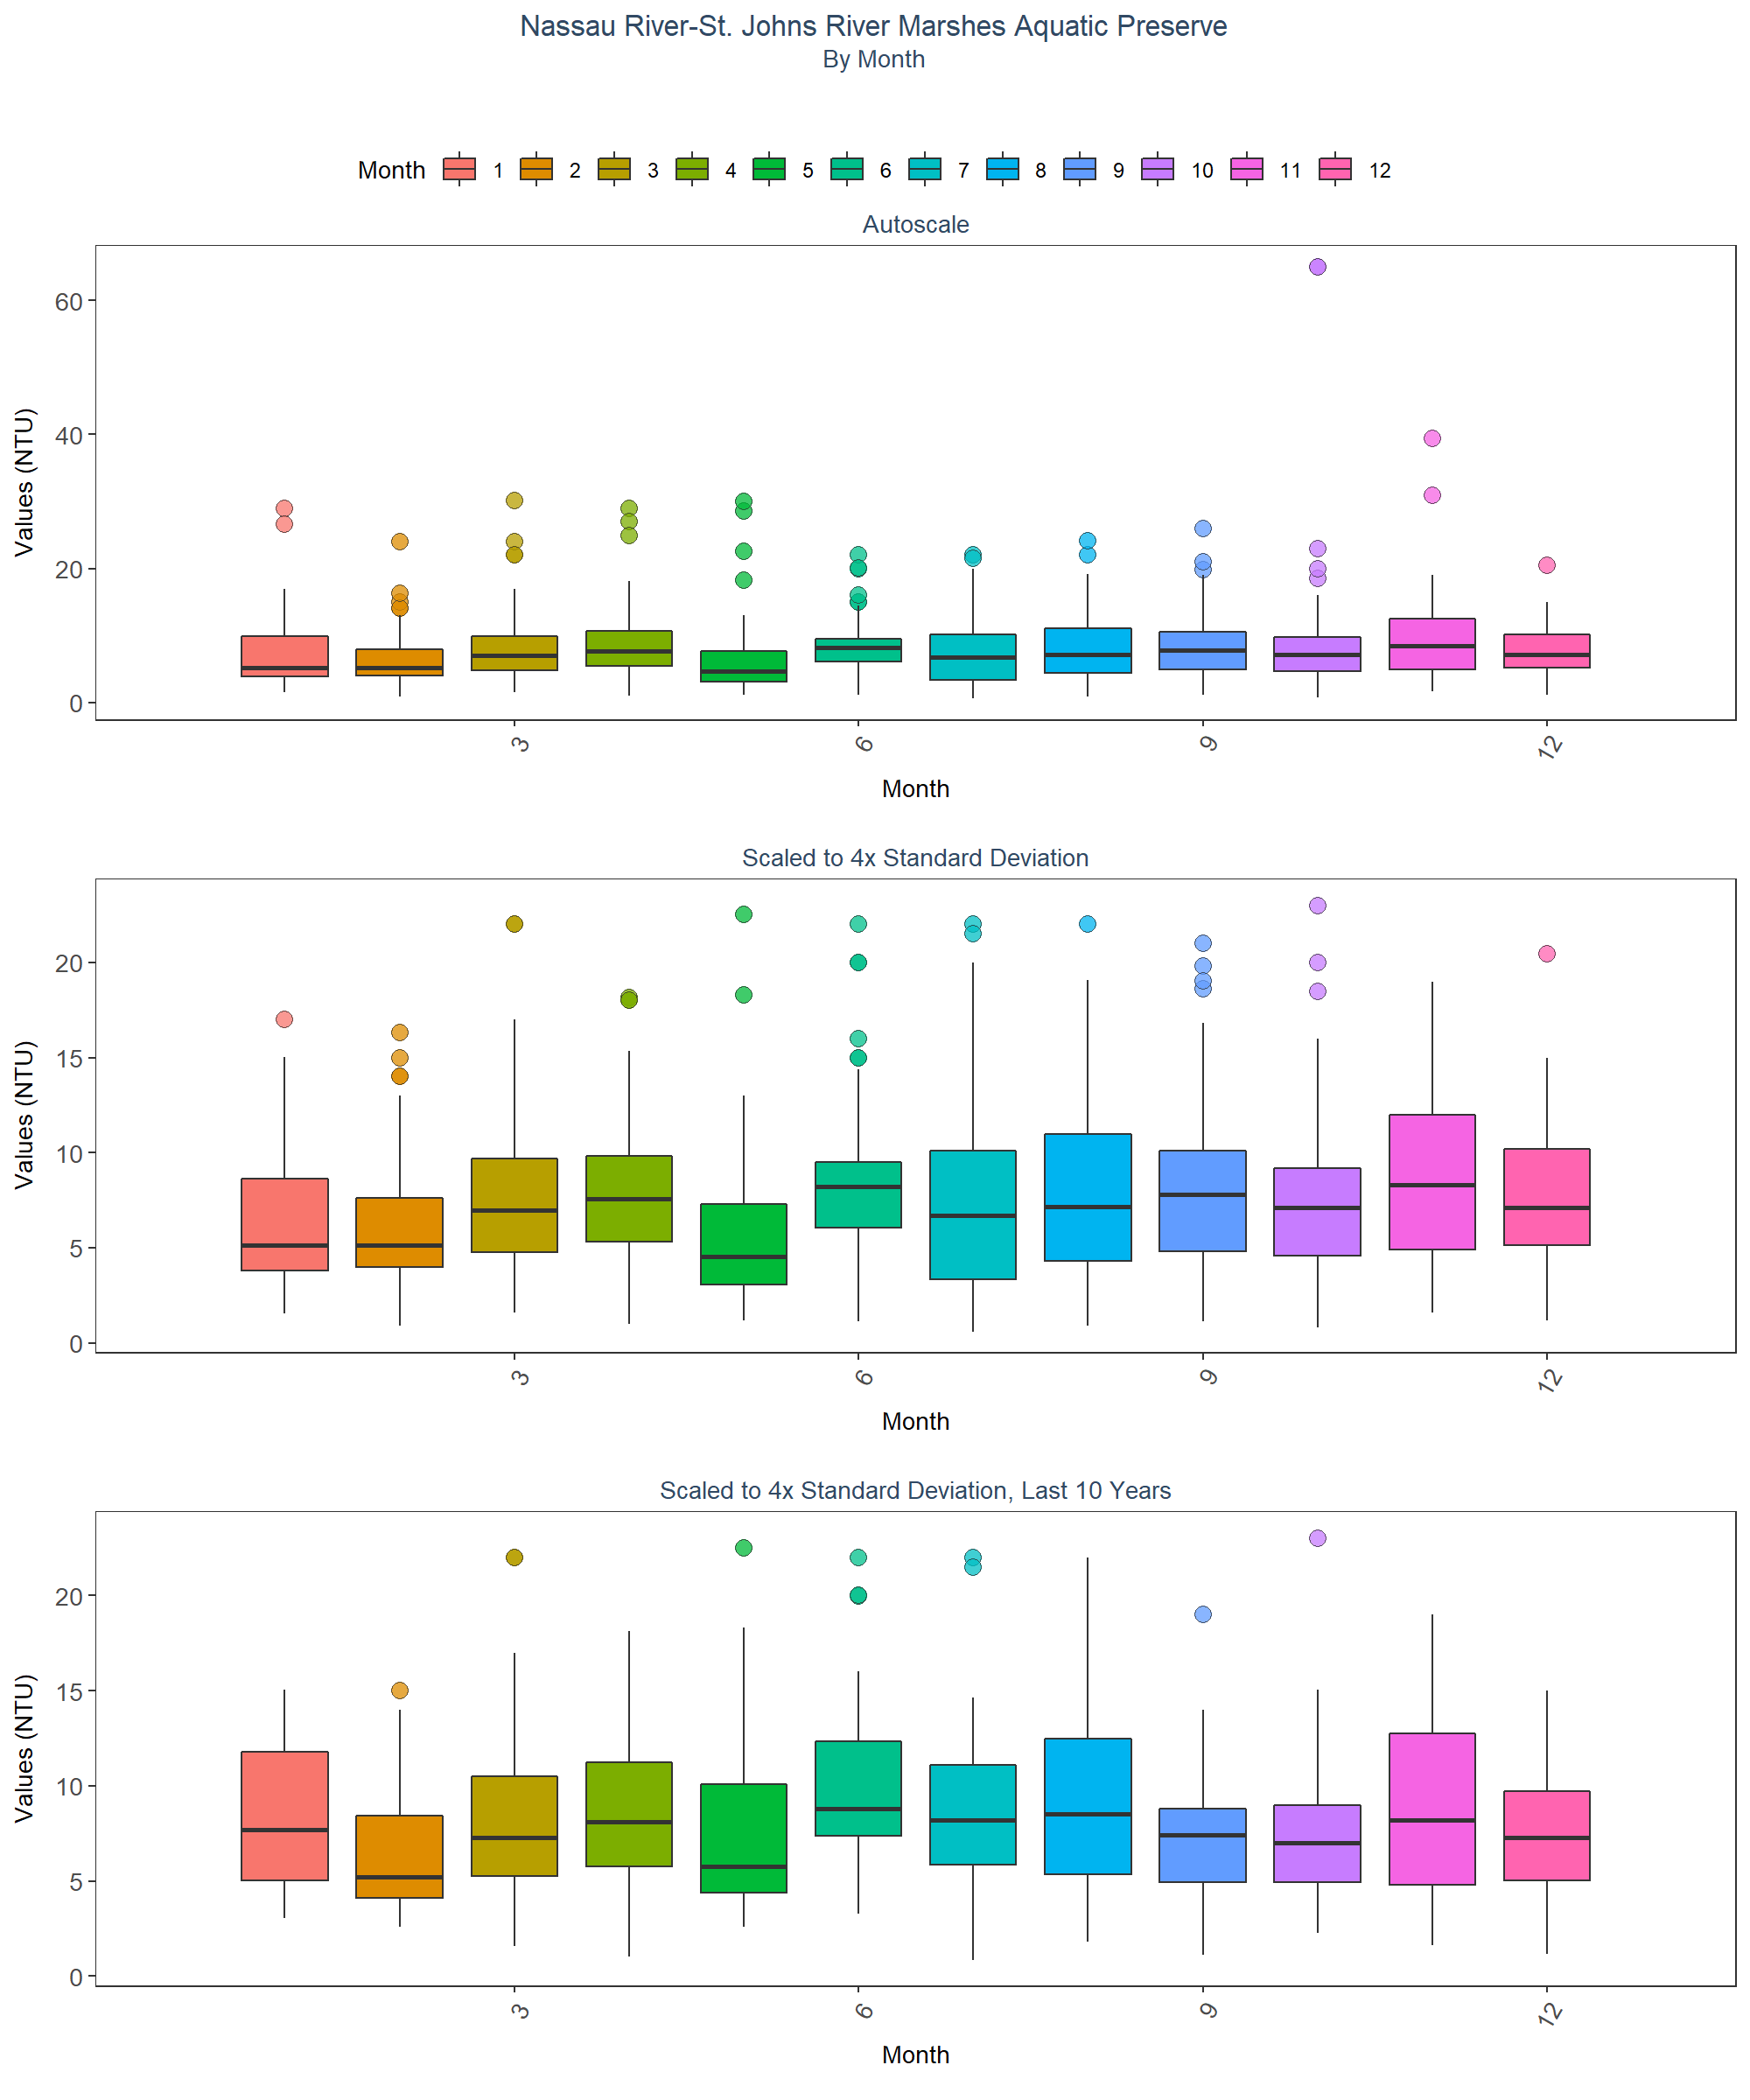 Nassau River-St. Johns River Marshes Aquatic Preserve
By Month
Month 1 2 3 4 5 6 7 8 9 10 11 12
Autoscale
Values (NTU)
60
40
20
0
3 6 9 12
Month
Scaled to 4x Standard Deviation
Values (NTU)
20
15
10
5
0
3 6 9 12
Month
Scaled to 4x Standard Deviation, Last 10 Years
Values (NTU)
20
15
10
5
0
3 6 9 12
Month